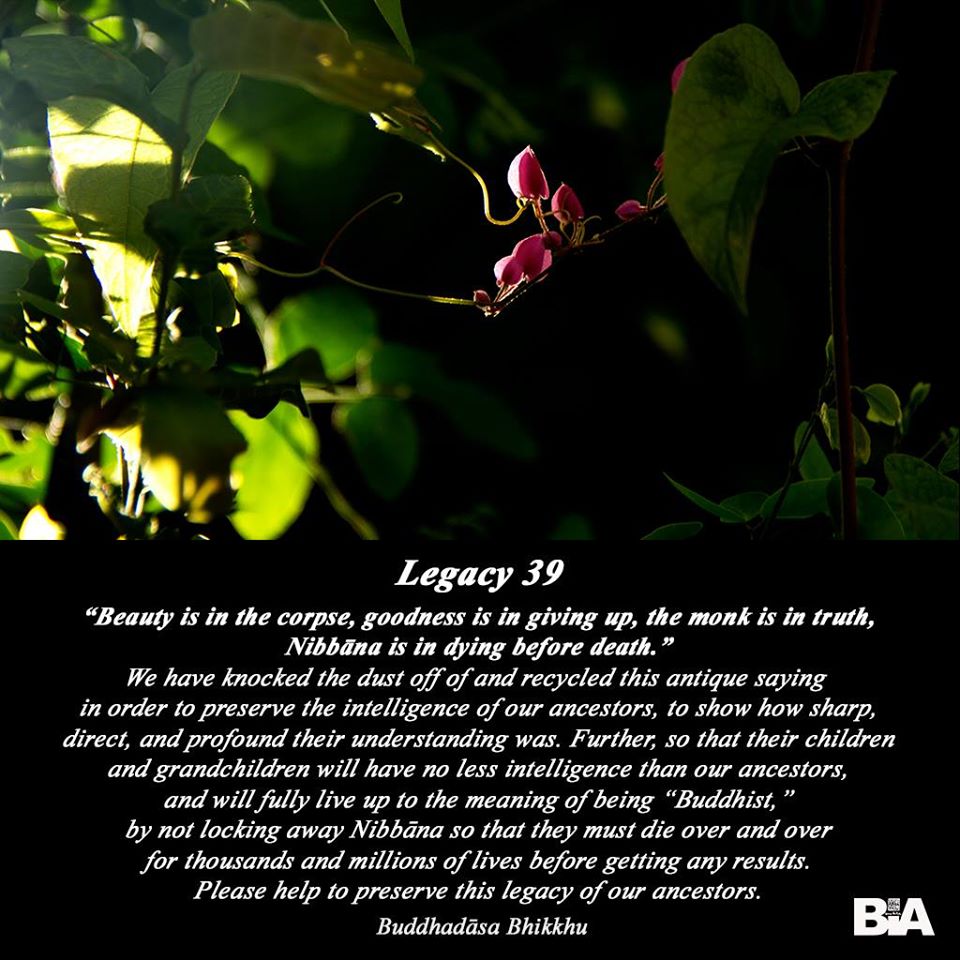 Legacy 39
“Beauty is in the corpse, goodness is in giving up, the monk is in truth,
Nibbāna is in dying before death.”
We have knocked the dust off of and recycled this antique saying
in order to preserve the intelligence of our ancestors, to show how sharp,
direct, and profound their understanding was. Further, so that their children
and grandchildren will have no less intelligence than our ancestors,
and will fully live up to the meaning of being “Buddhist,”
by not locking away Nibbāna so that they must die over and over
for thousands and millions of lives before getting any results.
Please help to preserve this legacy of our ancestors.
Buddhadāsa Bhikkhu
BIA